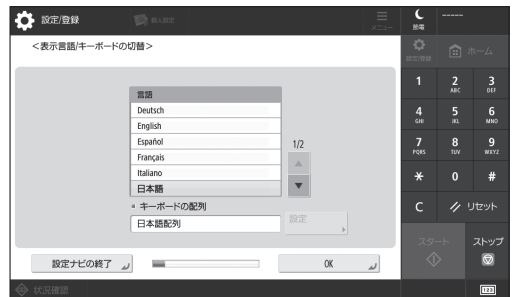 設定/登録
個人設定
メニュー
<表示言語/キーボードの切替>
言語
Deutsch
English
Español
Français
Italiano
日本語
1/2
キーボードの配列
日本語配列
設定
設定ナビの終了
OK
状況確認
-----
節電
設定/登録
ホーム
1
2
ABC
3
DEF
4
GHI
5
JKL
6
MNO
7
PQRS
8
TUV
9
WXYZ
*
0
#
C
リセット
スタート
ストップ
123